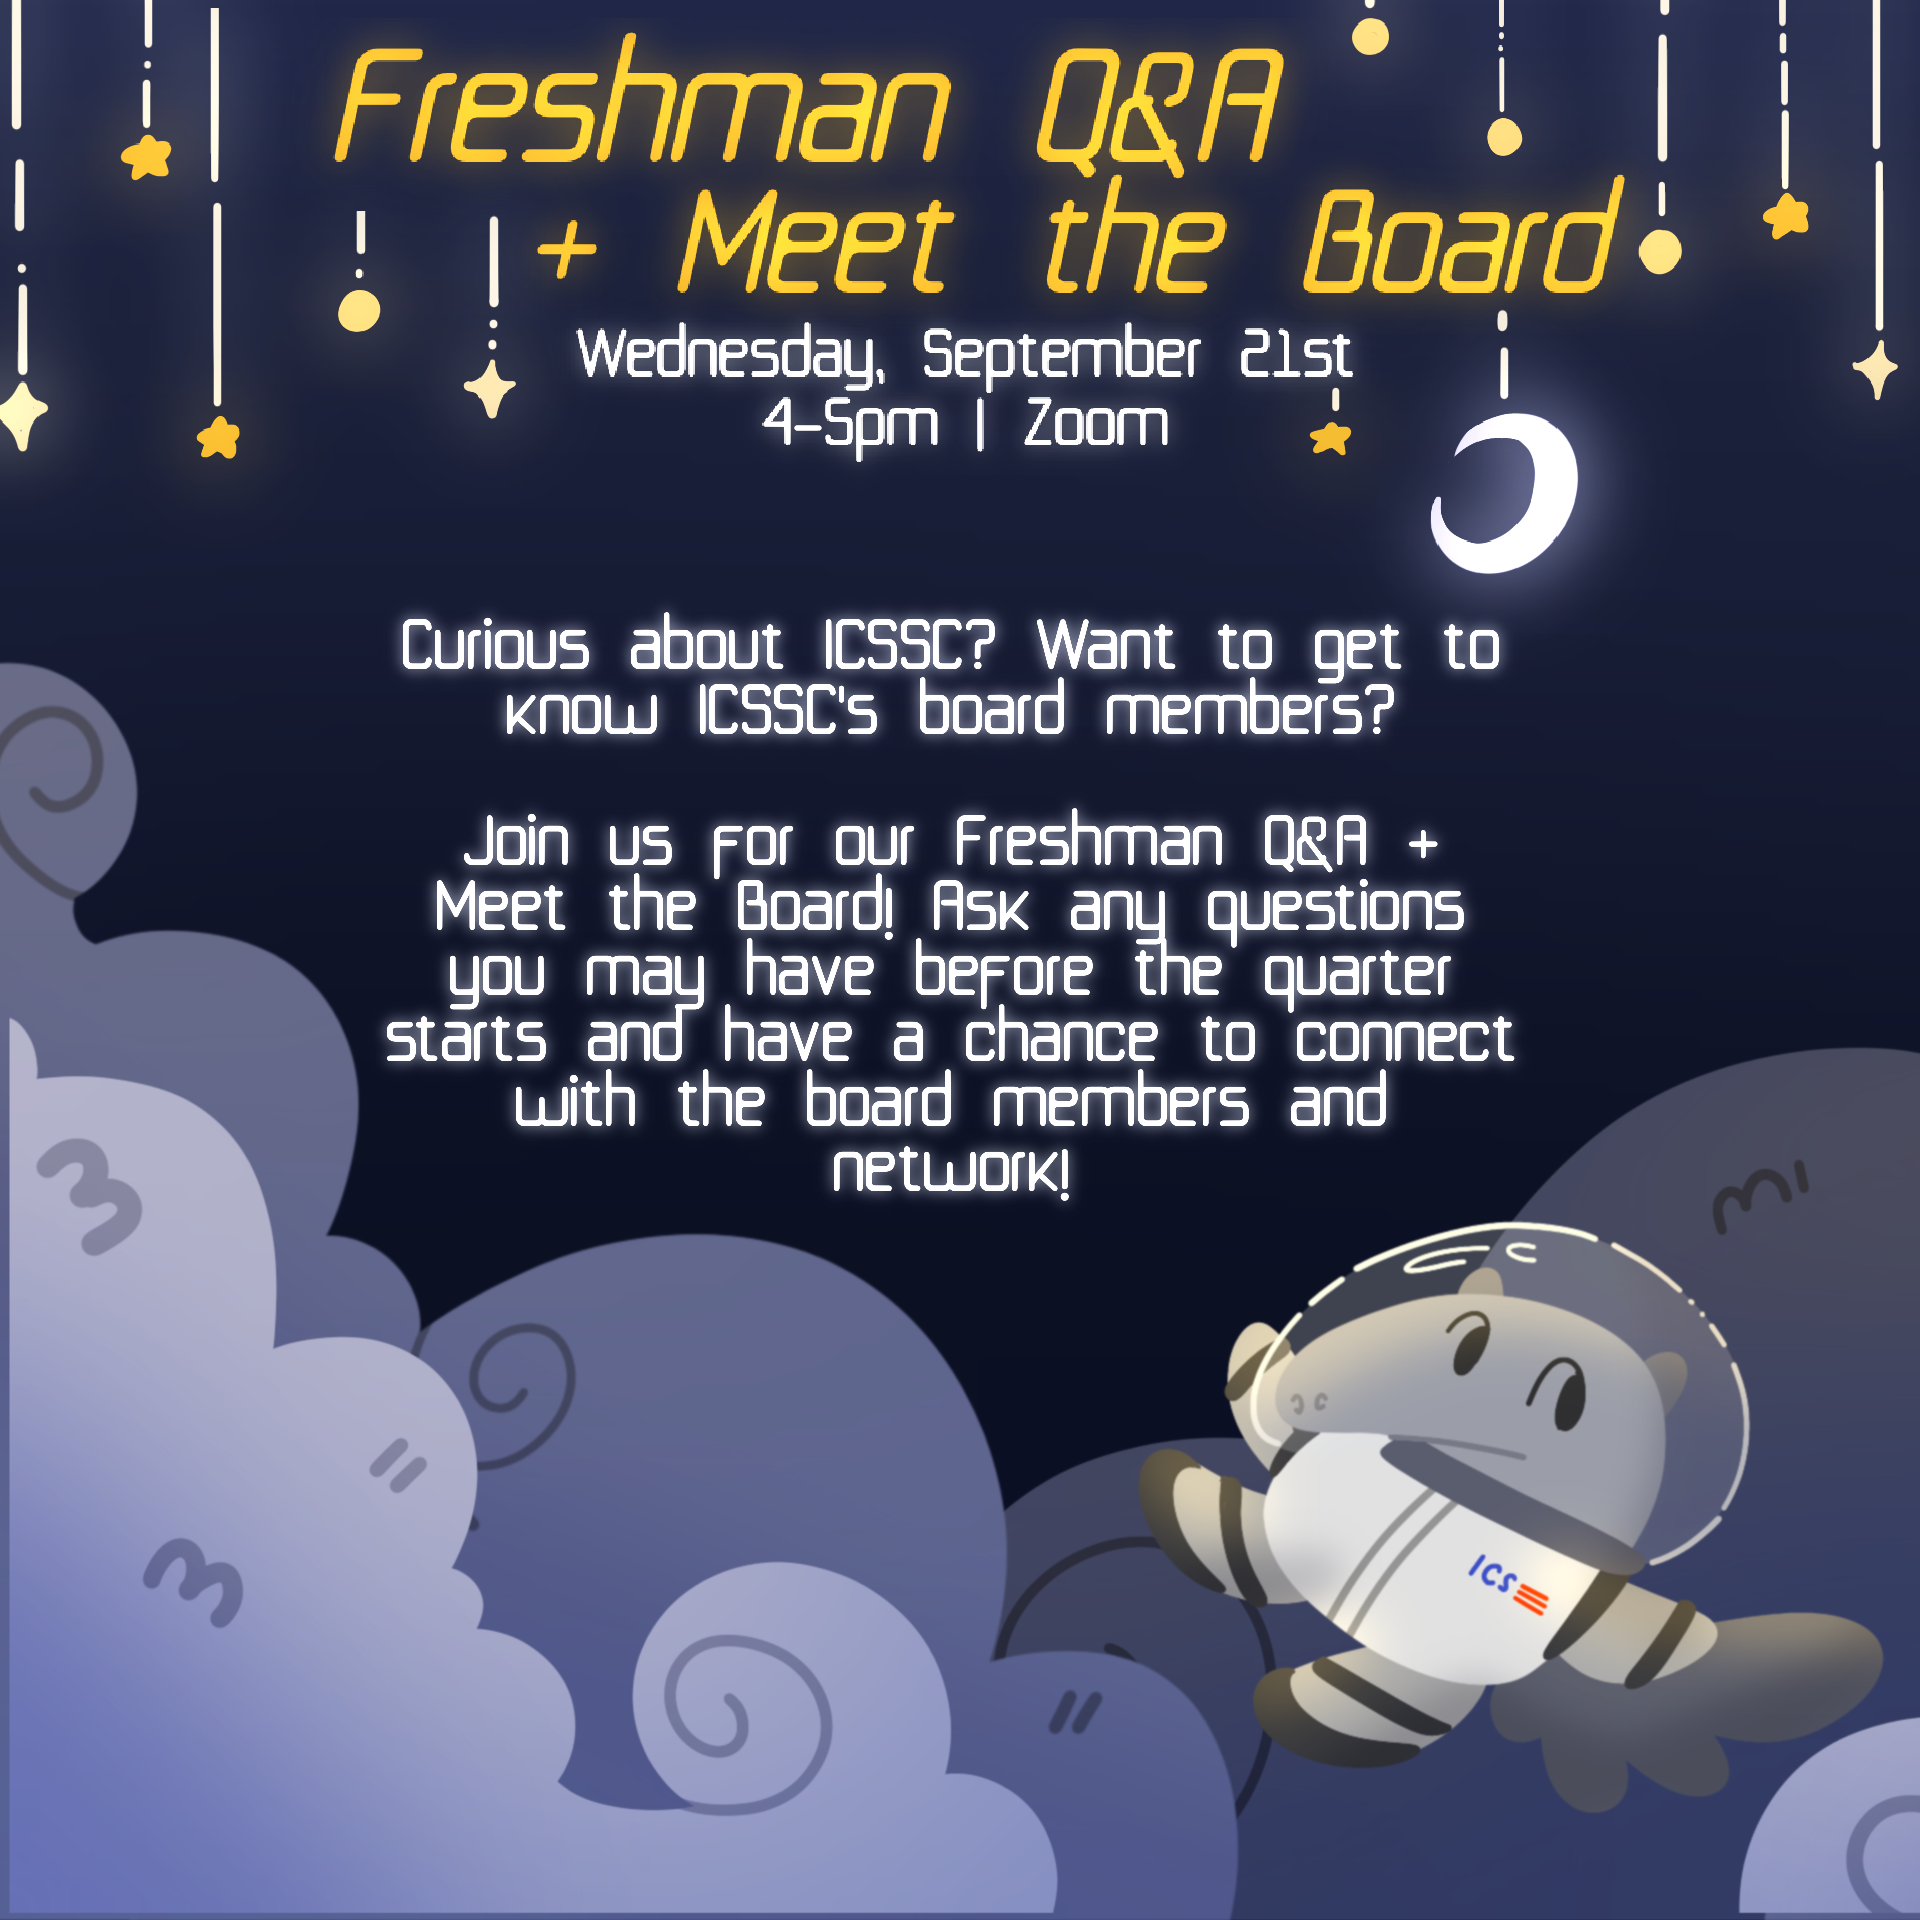 Freshman Q&A
+ Meet the Board
Wednesday, September 21st
4-5pm | Zoom
Curious about ICSSC? Want to get to
know ICSSC's board members?
Join us for our Freshman Q&A +
Meet the Board! Ask any questions
you may have before the quarter
starts and have a chance to connect
with the board members and
network!
ICS